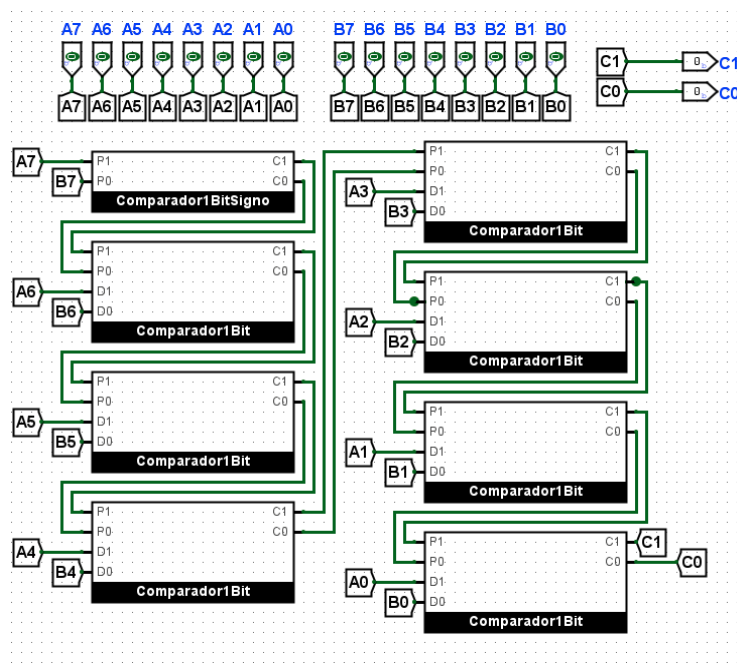 A7 A6 A5 A4 A3 A2 A1 A0 B7 B6 B5 B4 B3 B2 B1 B0
C1 C1
C0 C0
A7 A6 A5 A4 A3 A2 A1 A0 B7 B6 B5 B4 B3 B2 B1 B0
A7 P1 C1
B7 P0 C0
Comparador1BitSigno
P1 C1
P0 C0
A6 D1
B6 D0
Comparador1Bit
P1 C1
P0 C0
A5 D1
B5 D0
Comparador1Bit
P1 C1
P0 C0
A4 D1
B4 D0
Comparador1Bit
P1 C1
P0 C0
A3 D1
B3 D0
Comparador1Bit
P1 C1
P0 C0
A2 D1
B2 D0
Comparador1Bit
P1 C1
P0 C0
A1 D1
B1 D0
Comparador1Bit
P1 C1 C1
P0 C0 C0
A0 D1
B0 D0
Comparador1Bit